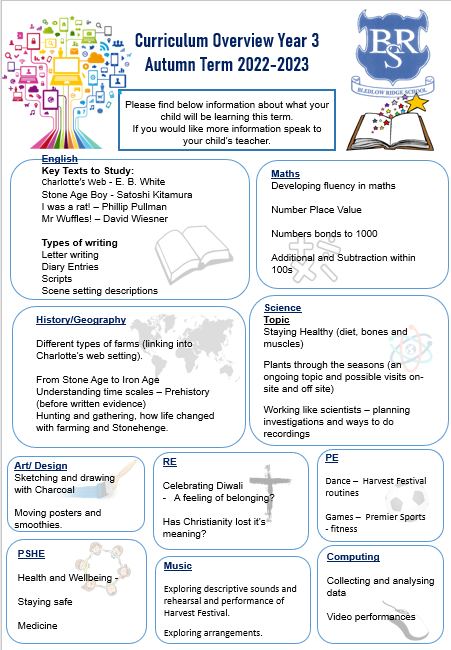 Curriculum Overview Year 3
Autumn Term 2022-2023
BRS
BLEDLOW RIDGE SCHOOL
Please find below information about what your
child will be learning this term.
If you would like more information speak to
your child's teacher.
English
Key Texts to Study:
Charlotte's Web - E. B. White
Stone Age Boy - Satoshi Kitamura
I was a rat! – Phillip Pullman
Mr Wuffles! – David Wiesner
Types of writing
Letter writing
Diary Entries
Scripts
Scene setting descriptions
Maths
Developing fluency in maths
Number Place Value
Numbers bonds to 1000
Additional and Subtraction within
100s
History/Geography
Different types of farms (linking into
Charlotte's web setting).
From Stone Age to Iron Age
Understanding time scales – Prehistory
(before written evidence)
Hunting and gathering, how life changed
with farming and Stonehenge.
Science
Topic
Staying Healthy (diet, bones and
muscles)
Plants through the seasons (an
ongoing topic and possible visits on-
site and off site)
Working like scientists – planning
investigations and ways to do
recordings
Art/ Design
Sketching and drawing
with Charcoal
Moving posters and
smoothies.
RE
Celebrating Diwali
- A feeling of belonging?
Has Christianity lost it's
meaning?
PE
Dance – Harvest Festival
routines
Games – Premier Sports
- fitness
PSHE
Health and Wellbeing -
Staying safe
Medicine
Music
Exploring descriptive sounds and
rehearsal and performance of
Harvest Festival.
Exploring arrangements.
Computing
Collecting and analysing
data
Video performances